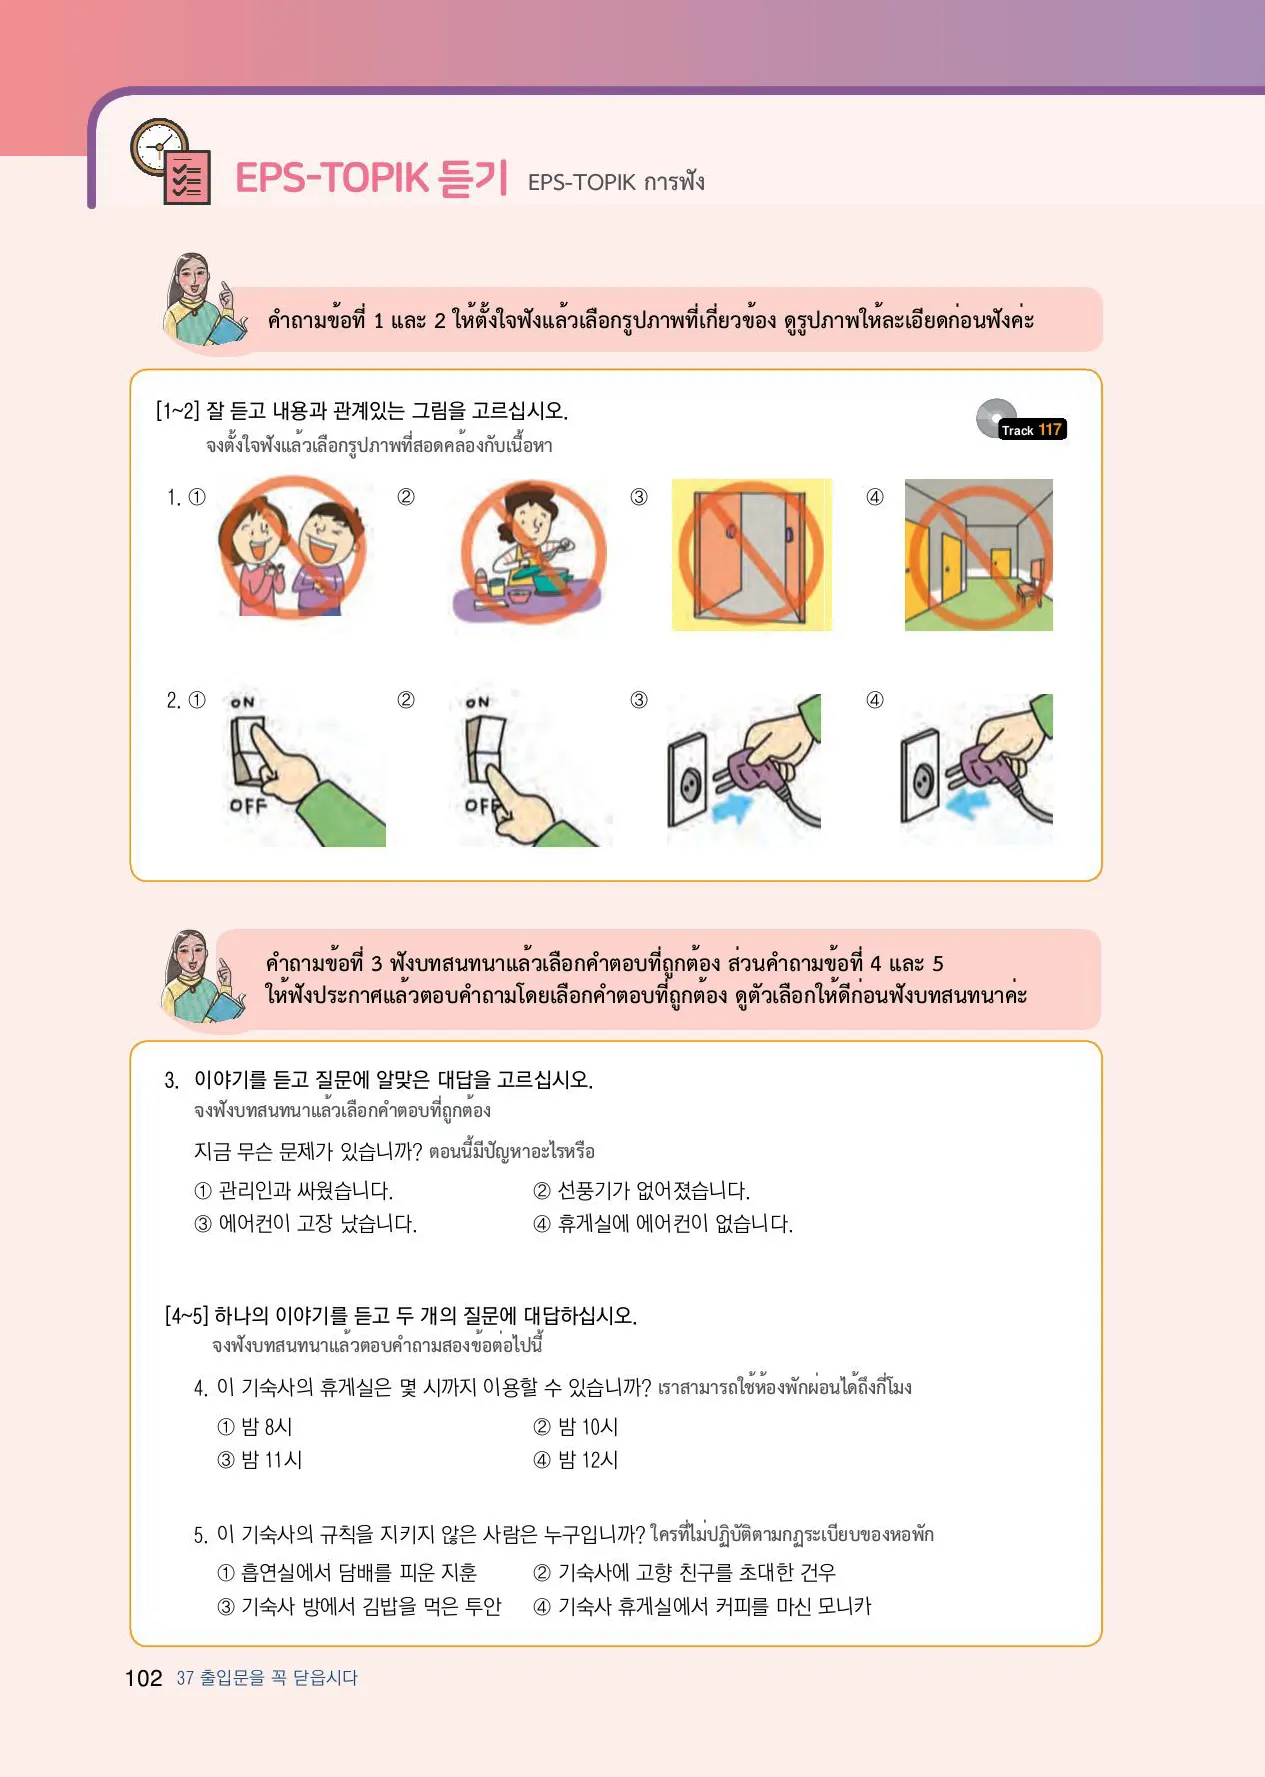 EPS-TOPIK 듣기 EPS-TOPIK การฟัง
คำถามข้อที่ 1 และ 2 ให้ตั้งใจฟังแล้วเลือกรูปภาพที่เกี่ยวข้อง ดูรูปภาพให้ละเอียดก่อนฟังค่ะ
[1~2] 잘 듣고 내용과 관계있는 그림을 고르십시오.
จงตั้งใจฟังแล้วเลือกรูปภาพที่สอดคล้องกับเนื้อหา
Track 117
1. ① ② ③ ④
2. ① ② ③ ④
ON ON
OFF OFF
คำถามข้อที่ 3 ฟังบทสนทนาแล้วเลือกคำตอบที่ถูกต้อง ส่วนคำถามข้อที่ 4 และ 5
ให้ฟังประกาศแล้วตอบคำถามโดยเลือกคำตอบที่ถูกต้อง ดูตัวเลือกให้ดีก่อนฟังบทสนทนาค่ะ
3. 이야기를 듣고 질문에 알맞은 대답을 고르십시오.
จงฟังบทสนทนาแล้วเลือกคำตอบที่ถูกต้อง
지금 무슨 문제가 있습니까? ตอนนี้มีปัญหาอะไรหรือ
① 관리인과 싸웠습니다. ② 선풍기가 없어졌습니다.
③ 에어컨이 고장 났습니다. ④ 휴게실에 에어컨이 없습니다.
[4~5] 하나의 이야기를 듣고 두 개의 질문에 대답하십시오.
จงฟังบทสนทนาแล้วตอบคำถามสองข้อต่อไปนี้
4. 이 기숙사의 휴게실은 몇 시까지 이용할 수 있습니까? เราสามารถใช้ห้องพักผ่อนได้ถึงกี่โมง
① 밤 8시 ② 밤 10시
③ 밤 11시 ④ 밤 12시
5. 이 기숙사의 규칙을 지키지 않은 사람은 누구입니까? ใครที่ไม่ปฏิบัติตามกฎระเบียบของหอพัก
① 흡연실에서 담배를 피운 지훈 ② 기숙사에 고향 친구를 초대한 건우
③ 기숙사 방에서 김밥을 먹은 투안 ④ 기숙사 휴게실에서 커피를 마신 모니카
102 37 출입문을 꼭 닫읍시다